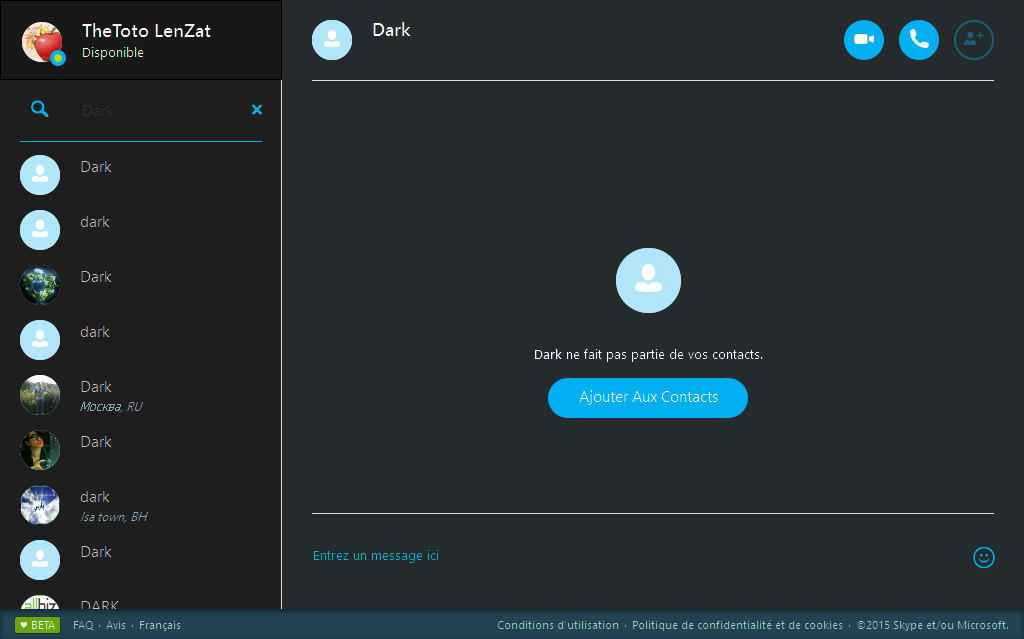 TheToto LenZat
Disponible
Dark
Dark
dark
Dark
dark
Dark
Москва, RU
Dark
dark
Isa town, BH
Dark
DARK
Dark
Dark ne fait pas partie de vos contacts.
Ajouter Aux Contacts
Entrez un message ici
BETA FAQ · Avis · Français
Conditions d'utilisation · Politique de confidentialité et de cookies · ©2015 Skype et/ou Microsoft.